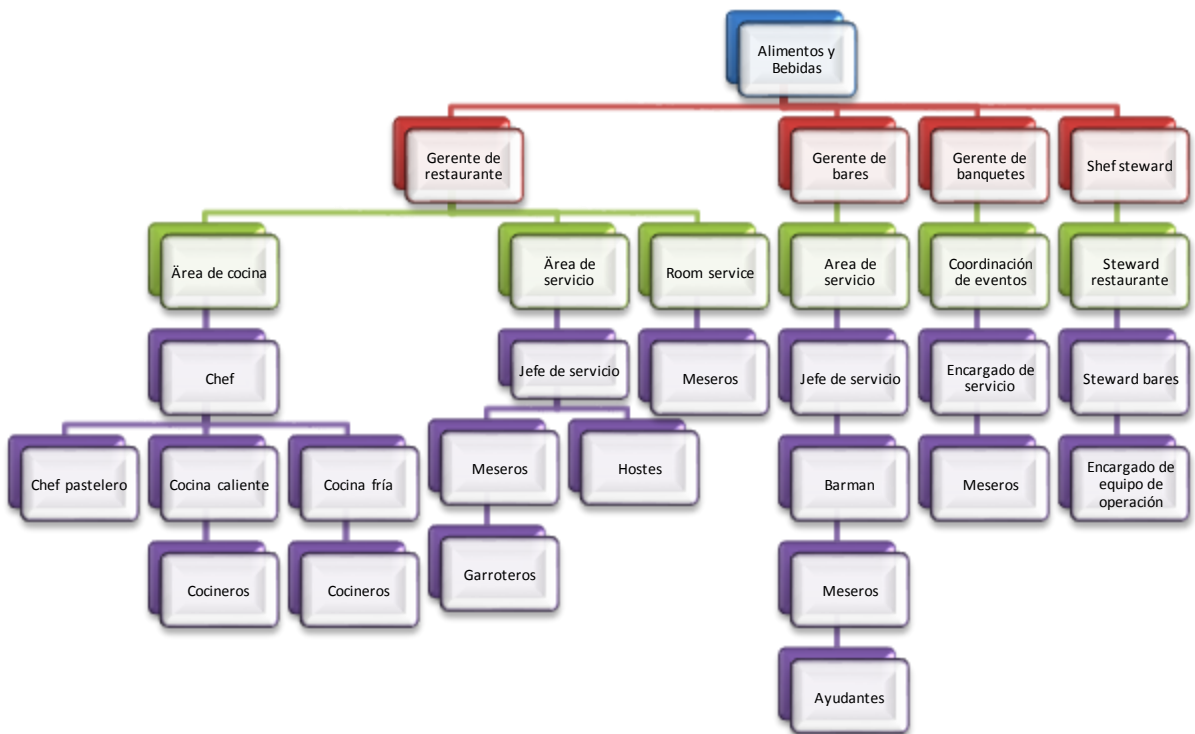 Alimentos y
Bebidas
Gerente de
restaurante
Gerente de
bares
Gerente de
banquetes
Shef steward
Ärea de cocina
Ärea de
servicio
Room service
Area de
servicio
Coordinación
de eventos
Steward
restaurante
Chef
Jefe de servicio
Meseros
Jefe de servicio
Encargado de
servicio
Steward bares
Chef pastelero
Cocina caliente
Cocina fría
Meseros
Hostes
Barman
Meseros
Encargado de
equipo de
operación
Cocineros
Cocineros
Garroteros
Meseros
Ayudantes